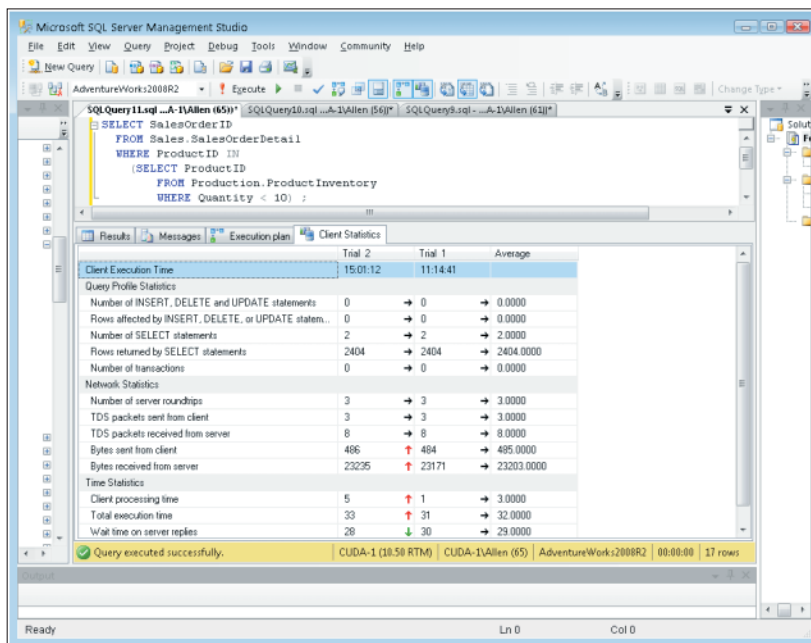 Microsoft SQL Server Management Studio
File Edit View Query Project Debug Tools Window Community Help
New Query
AdventureWorks2008R2 Execute Change Type
SQLQuery11.sql ...A-1\Allen (65))* SQLQuery10.sql ...A-1\Allen (56))* SQLQuery9.sql - ...A-1\Allen (61))*
SELECT SalesOrderID
FROM Sales.SalesOrderDetail
WHERE ProductID IN
(SELECT ProductID
FROM Production.ProductInventory
WHERE Quantity < 10) ;
Solut
Results Messages Execution plan Client Statistics
Trial 2 Trial 1 Average
Client Execution Time 15:01:12 11:14:41
Query Profile Statistics
Number of INSERT, DELETE and UPDATE statements 0 → 0 → 0.0000
Rows affected by INSERT, DELETE, or UPDATE statem... 0 → 0 → 0.0000
Number of SELECT statements 2 → 2 → 2.0000
Rows returned by SELECT statements 2404 → 2404 → 2404.0000
Number of transactions 0 → 0 → 0.0000
Network Statistics
Number of server roundtrips 3 → 3 → 3.0000
TDS packets sent from client 3 → 3 → 3.0000
TDS packets received from server 8 → 8 → 8.0000
Bytes sent from client 486 ↑ 484 → 485.0000
Bytes received from server 23235 ↑ 23171 → 23203.0000
Time Statistics
Client processing time 5 ↑ 1 → 3.0000
Total execution time 33 ↑ 31 → 32.0000
Wait time on server replies 28 ↓ 30 → 29.0000
Query executed successfully. CUDA-1 (10.50 RTM) CUDA-1\Allen (65) AdventureWorks2008R2 00:00:00 17 rows
Output
Ready Ln 0 Col 0